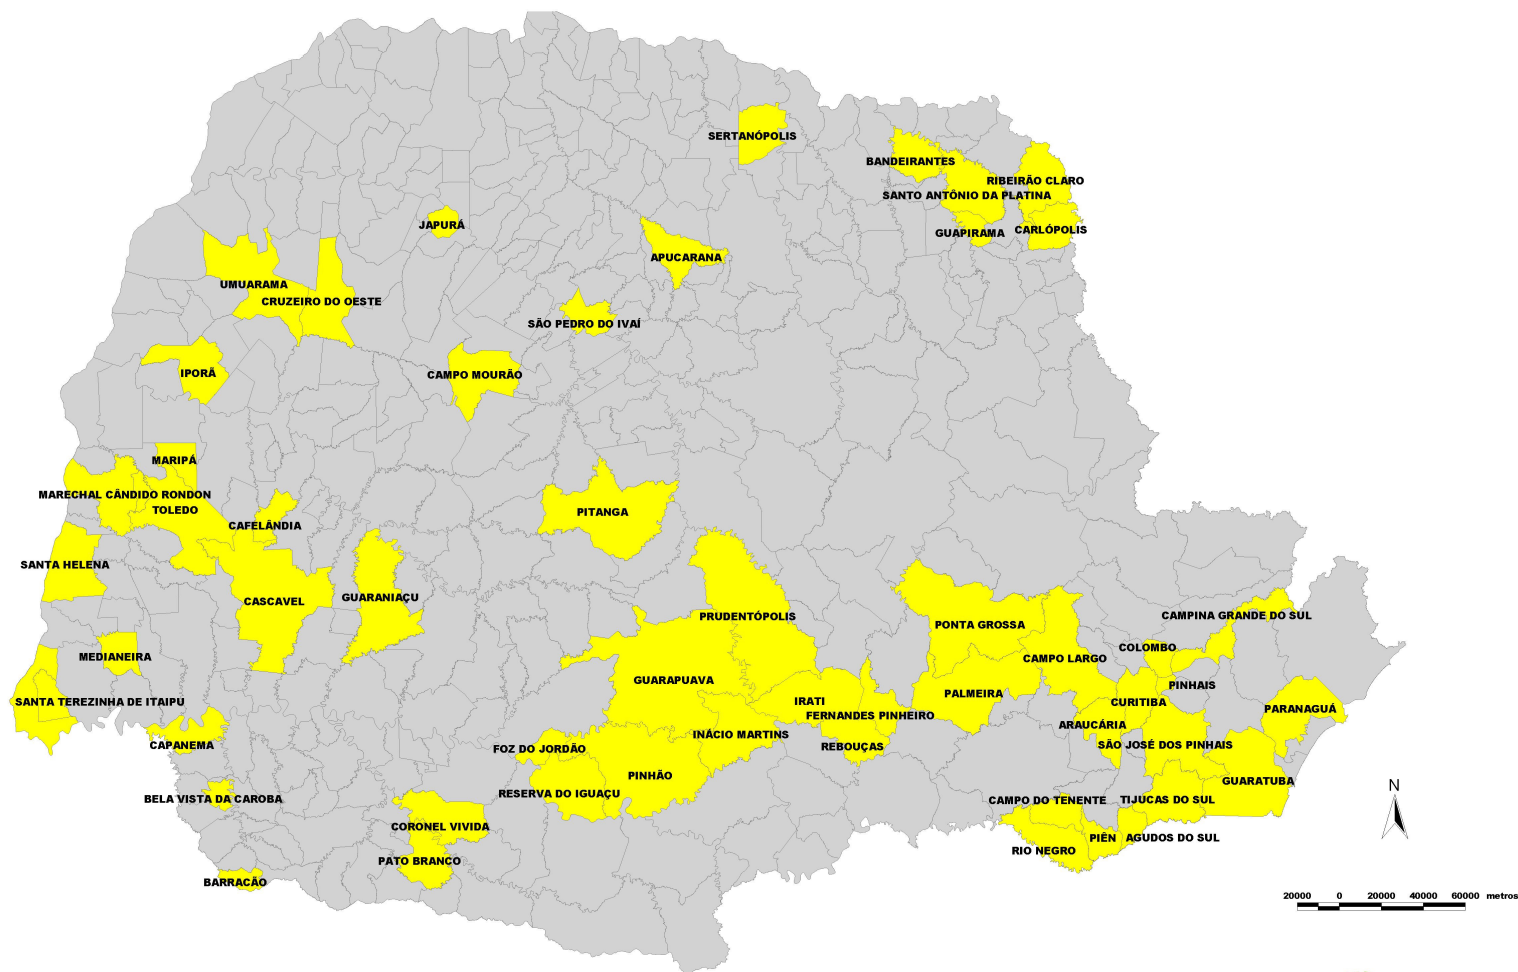 SERTANÓPOLIS
BANDEIRANTES
RIBEIRÃO CLARO
SANTO ANTÔNIO DA PLATINA
JAPURÁ
GUAPIRAMA
CARLÓPOLIS
APUCARANA
UMUARAMA
CRUZEIRO DO OESTE
SÃO PEDRO DO IVAÍ
IPORÃ
CAMPO MOURÃO
MARIPÁ
MARECHAL CÂNDIDO RONDON
TOLEDO
PITANGA
CAFELÂNDIA
SANTA HELENA
CASCAVEL
GUARANIAÇU
PRUDENTÓPOLIS
CAMPINA GRANDE DO SUL
PONTA GROSSA
COLOMBO
MEDIANEIRA
CAMPO LARGO
GUARAPUAVA
PINHAIS
PALMEIRA
SANTA TEREZINHA DE ITAIPU
IRATI
CURITIBA
PARANAGUÁ
FERNANDES PINHEIRO
ARAUCÁRIA
INÁCIO MARTINS
CAPANEMA
FOZ DO JORDÃO
REBOUÇAS
SÃO JOSÉ DOS PINHAIS
PINHÃO
GUARATUBA
N
RESERVA DO IGUAÇU
BELA VISTA DA CAROBA
CAMPO DO TENENTE
TIJUCAS DO SUL
CORONEL VIVIDA
PIÊN
AGUDOS DO SUL
RIO NEGRO
PATO BRANCO
BARRACÃO
20000 0 20000 40000 60000 metros